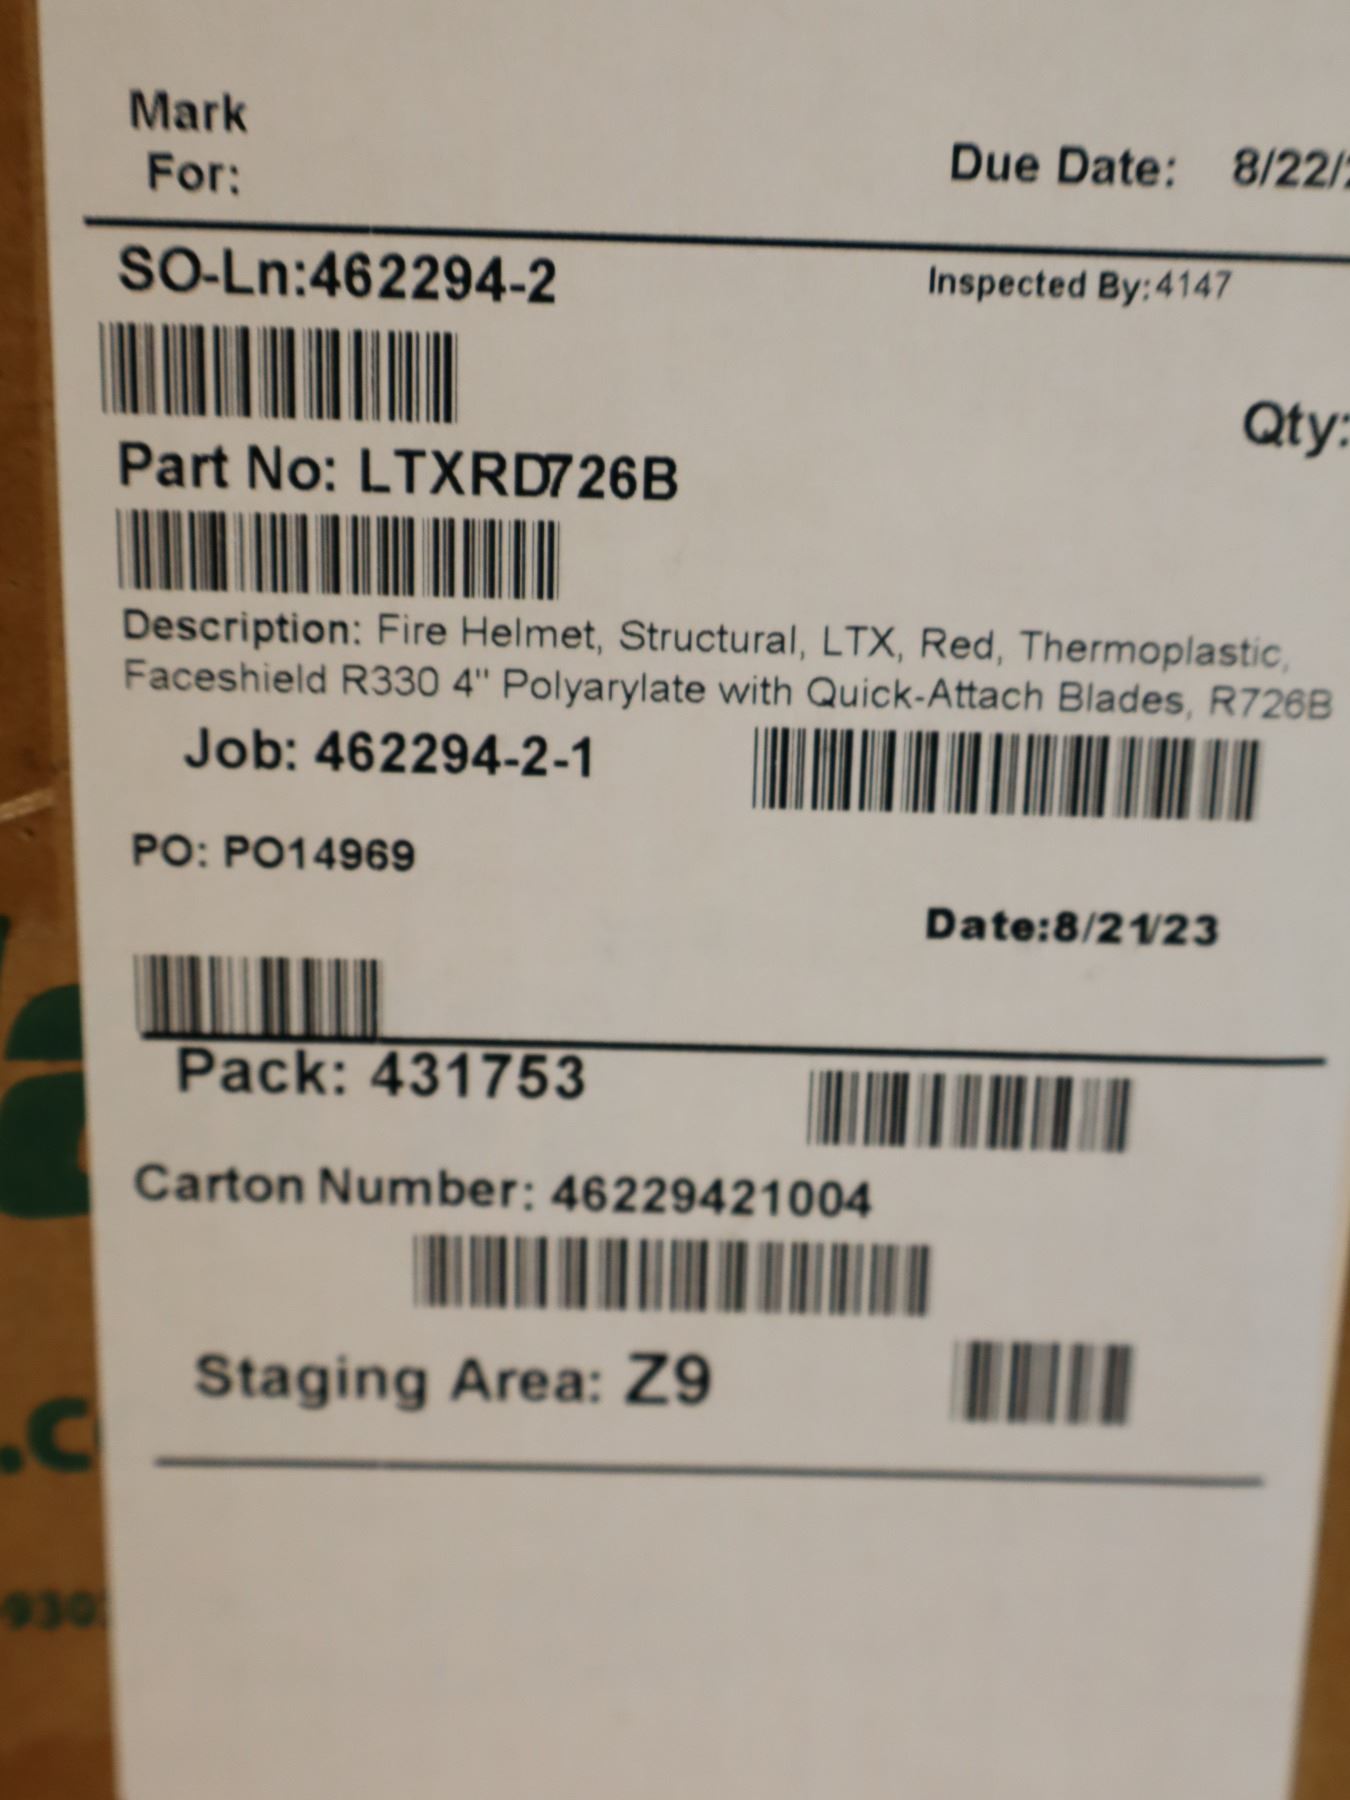 Mark
For:
Due Date: 8/22/
SO-Ln:462294-2
Inspected By:4147
Qty:
Part No: LTXRD726B
Description: Fire Helmet, Structural, LTX, Red, Thermoplastic,
Faceshield R330 4" Polyarylate with Quick-Attach Blades, R726B
Job: 462294-2-1
PO: PO14969
Date:8/21/23
Pack: 431753
Carton Number: 46229421004
Staging Area: Z9
.c
-930